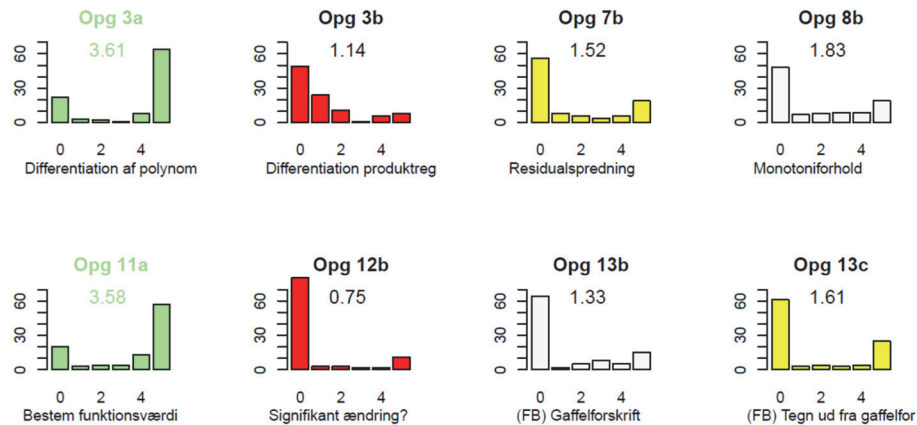 Opg 3a
3.61
0 30 60
0 2 4
Differentiation af polynom
Opg 3b
1.14
0 30 60
0 2 4
Differentiation produktreg
Opg 7b
1.52
0 30 60
0 2 4
Residualspredning
Opg 8b
1.83
0 30 60
0 2 4
Monotoniforhold
Opg 11a
3.58
0 30 60
0 2 4
Bestem funktionsværdi
Opg 12b
0.75
0 30 60
0 2 4
Signifikant ændring?
Opg 13b
1.33
0 30 60
0 2 4
(FB) Gaffelforskrift
Opg 13c
1.61
0 30 60
0 2 4
(FB) Tegn ud fra gaffelfor